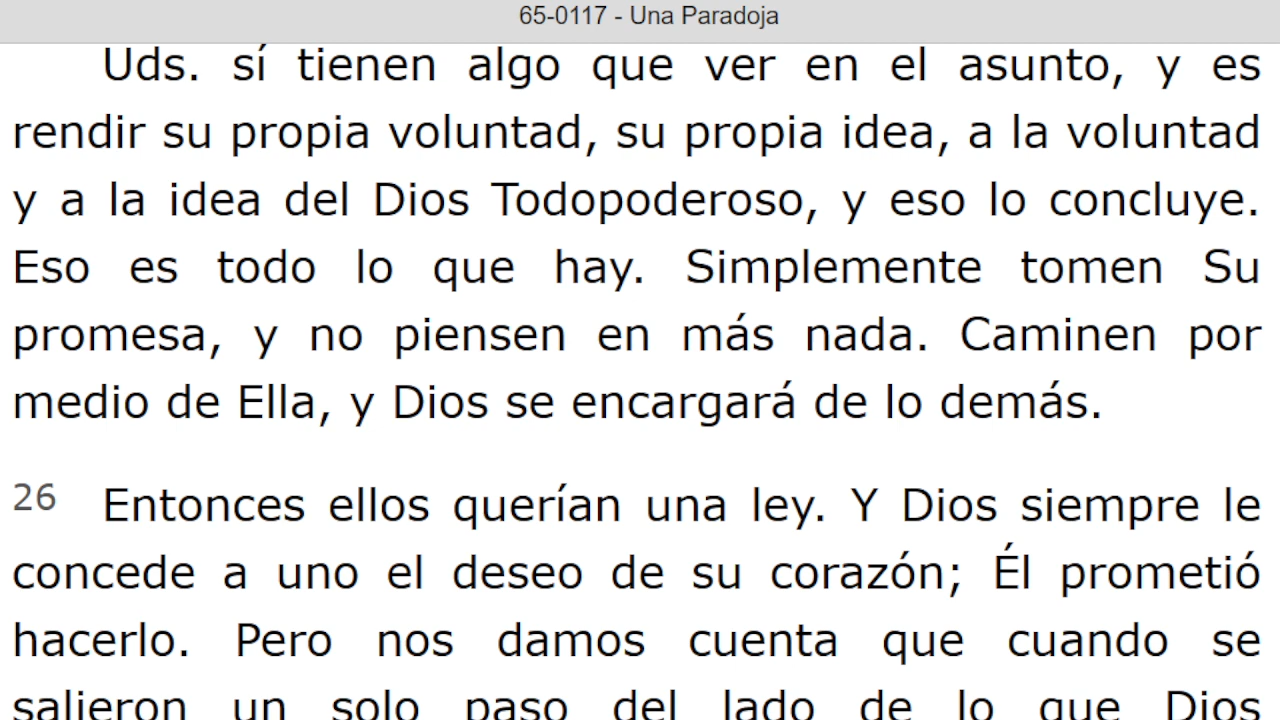 65-0117 - Una Paradoja
Uds. sí tienen algo que ver en el asunto, y es
rendir su propia voluntad, su propia idea, a la voluntad
y a la idea del Dios Todopoderoso, y eso lo concluye.
Eso es todo lo que hay. Simplemente tomen Su
promesa, y no piensen en más nada. Caminen por
medio de Ella, y Dios se encargará de lo demás.
26 Entonces ellos querían una ley. Y Dios siempre le
concede a uno el deseo de su corazón; Él prometió
hacerlo. Pero nos damos cuenta que cuando se
salieron un solo paso del lado de lo que Dios